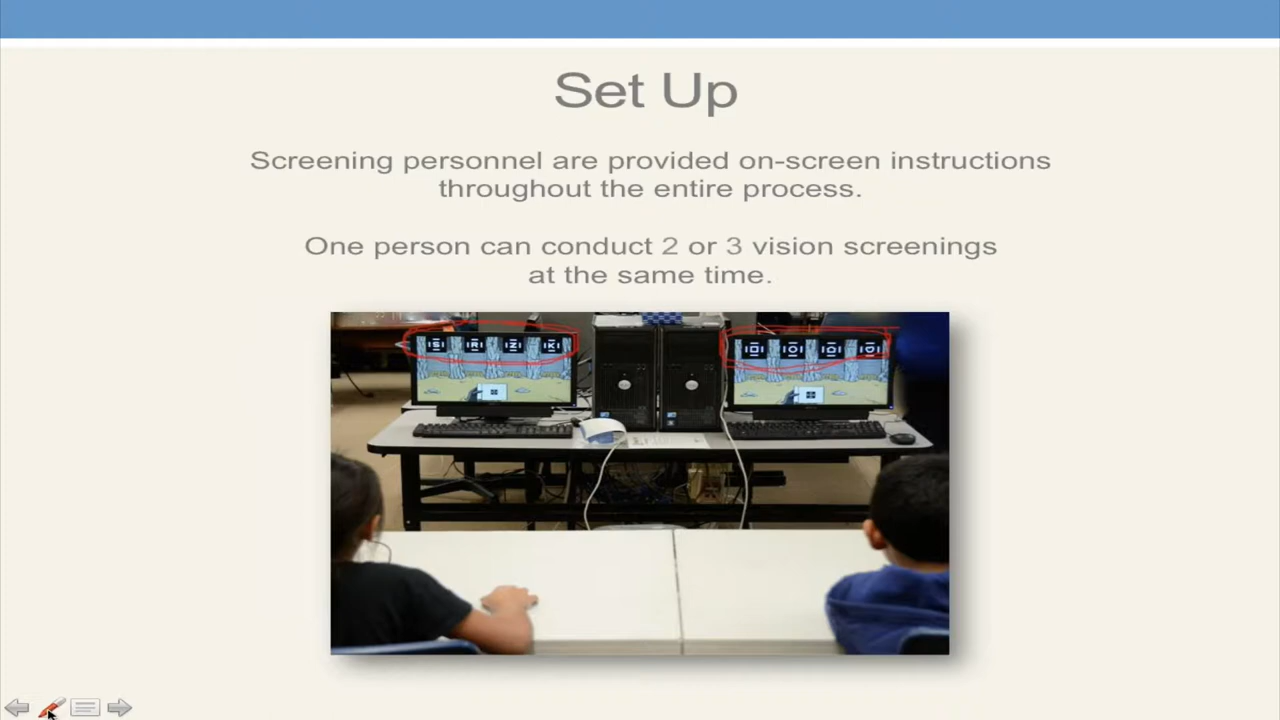 Set Up
Screening personnel are provided on-screen instructions
throughout the entire process.
One person can conduct 2 or 3 vision screenings
at the same time.